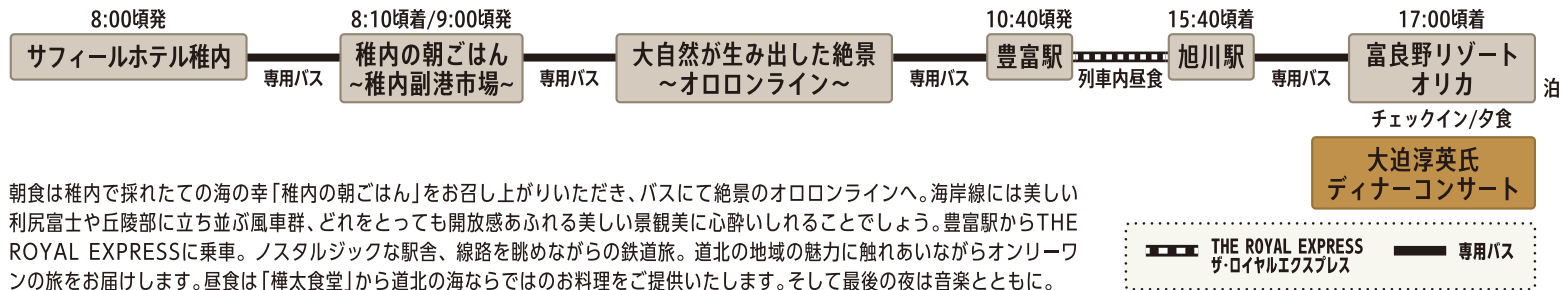 8:00頃発
8:10頃着/9:00頃発
10:40頃発
15:40頃着
17:00頃着
サフィールホテル稚内
専用バス
稚内の朝ごはん
~稚内副港市場~
専用バス
大自然が生み出した絶景
～オロロンライン～
専用バス
豊富駅
列車内昼食
旭川駅
専用バス
富良野リゾート
オリカ
泊
チェックイン/夕食
大迫淳英氏
ディナーコンサート
朝食は稚内で採れたての海の幸「稚内の朝ごはん」をお召し上がりいただき、バスにて絶景のオロロンラインへ。海岸線には美しい
利尻富士や丘陵部に立ち並ぶ風車群、どれをとっても開放感あふれる美しい景観美に心酔いしれることでしょう。豊富駅からTHE
ROYAL EXPRESSに乗車。ノスタルジックな駅舎、線路を眺めながらの鉄道旅。道北の地域の魅力に触れあいながらオンリーワ
ンの旅をお届けします。昼食は「樺太食堂」から道北の海ならではのお料理をご提供いたします。そして最後の夜は音楽とともに。
THE ROYAL EXPRESS
ザ・ロイヤルエクスプレス
専用バス